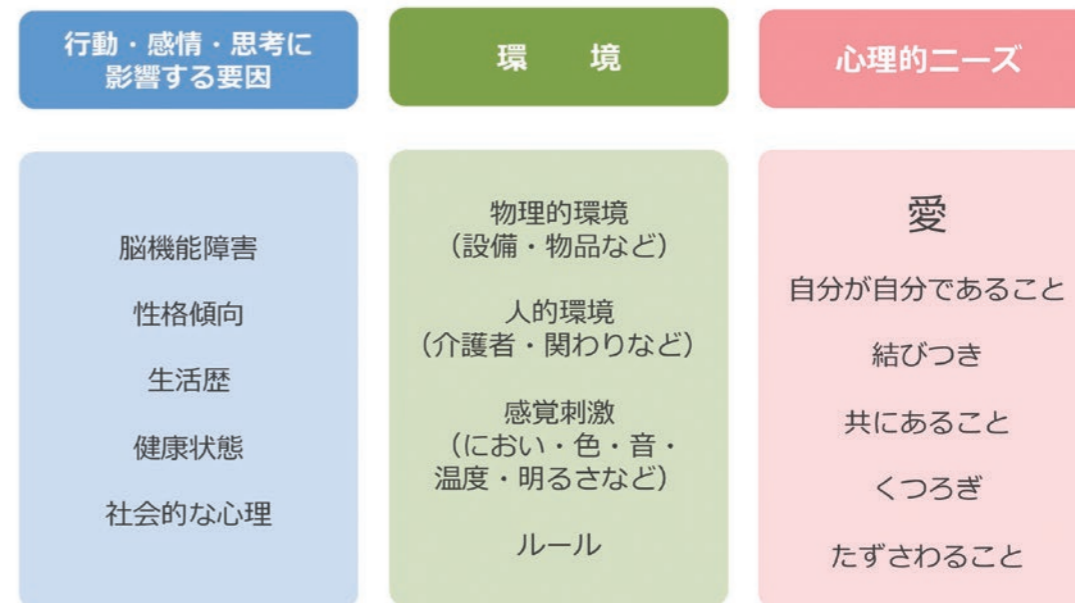 行動・感情・思考に
影響する要因
脳機能障害
性格傾向
生活歴
健康状態
社会的な心理
環　　境
物理的環境
（設備・物品など）
人的環境
（介護者・関わりなど）
感覚刺激
（におい・色・音・
温度・明るさなど）
ルール
心理的ニーズ
愛
自分が自分であること
結びつき
共にあること
くつろぎ
たずさわること